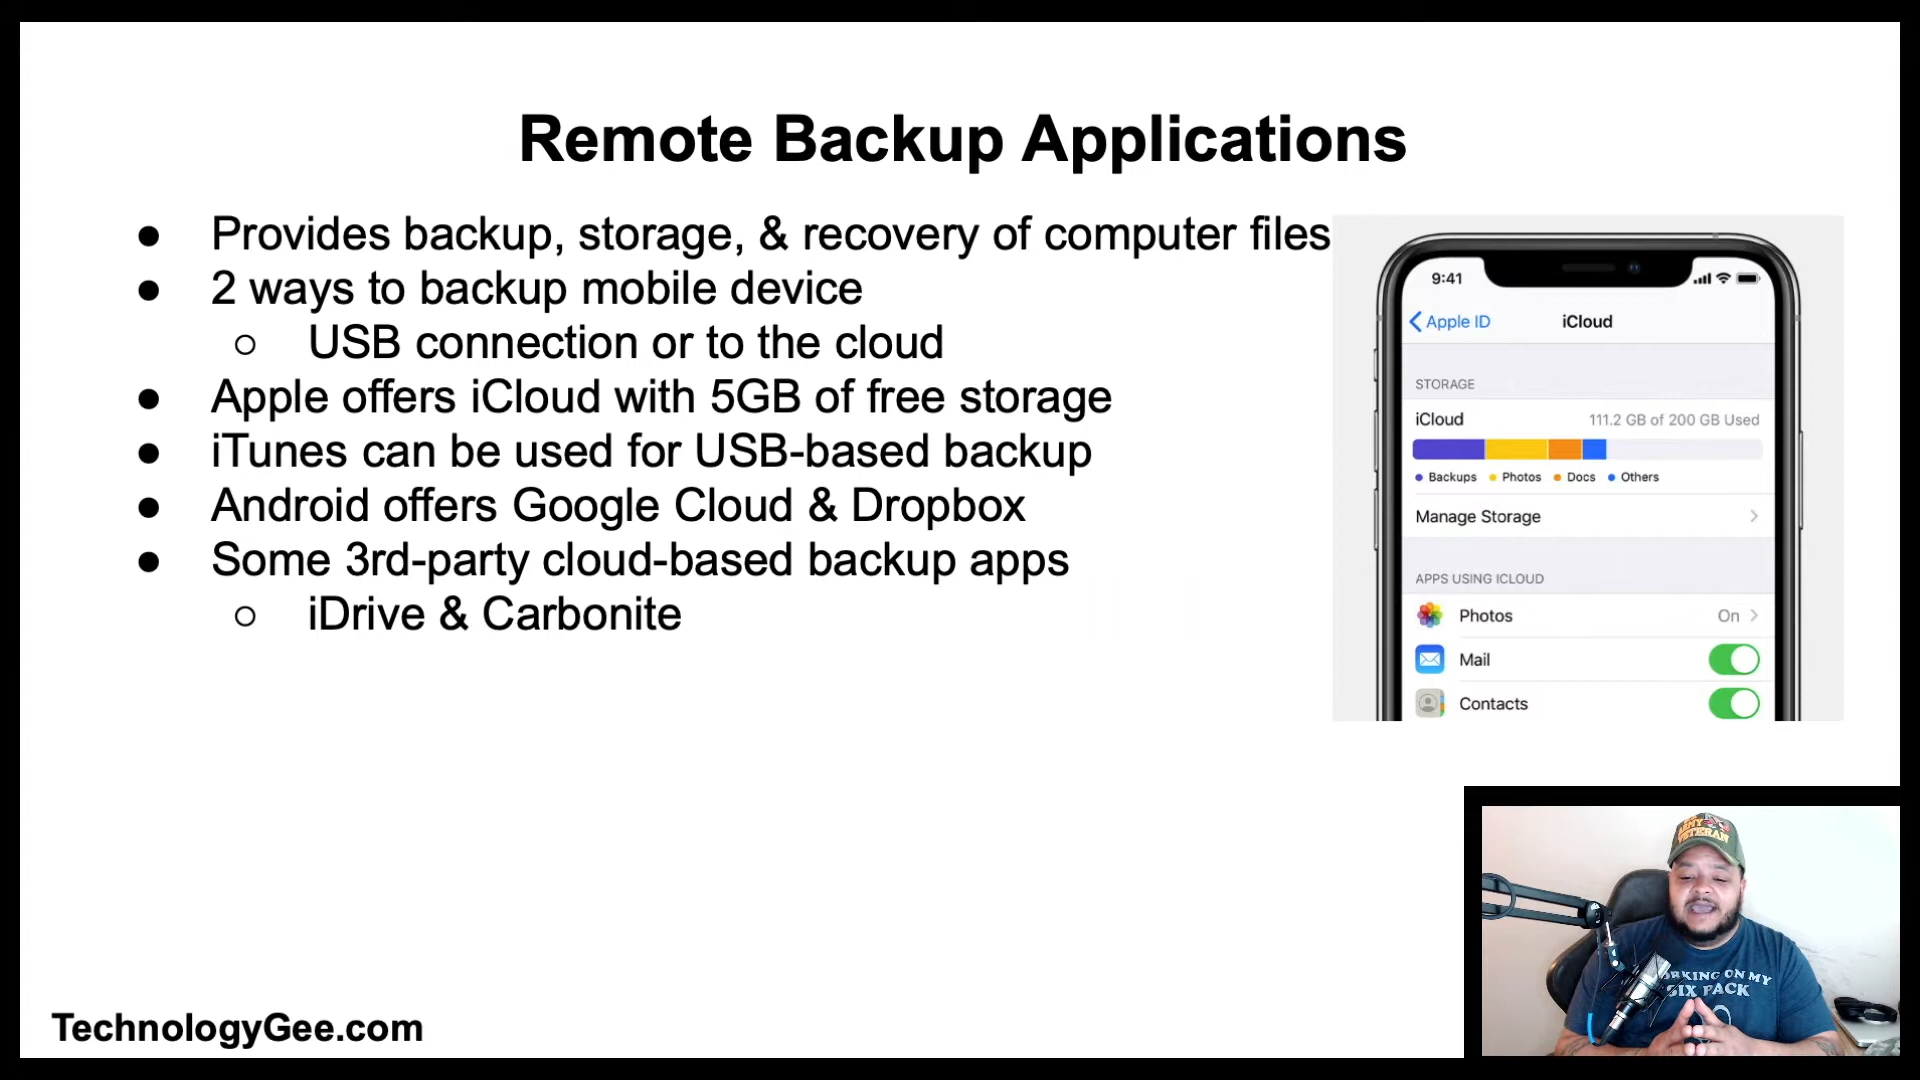 Remote Backup Applications
● Provides backup, storage, & recovery of computer files
● 2 ways to backup mobile device
○ USB connection or to the cloud
● Apple offers iCloud with 5GB of free storage
● iTunes can be used for USB-based backup
● Android offers Google Cloud & Dropbox
● Some 3rd-party cloud-based backup apps
○ iDrive & Carbonite
9:41
Apple ID iCloud
STORAGE
iCloud 111.2 GB of 200 GB Used
Backups Photos Docs Others
Manage Storage
APPS USING ICLOUD
Photos On
Mail
Contacts
ARMY
VETERAN
ON MY
SIX PACK
TechnologyGee.com